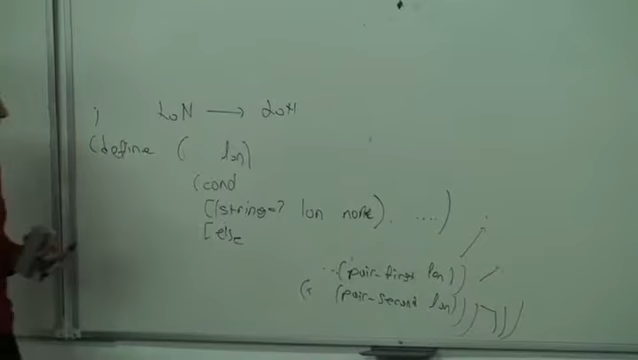 ; LoN → LoN
(define ( lon)
(cond
[(string=? lon none) ....)
[else
..(pair-first lon))
(: (pair-second lon))))))